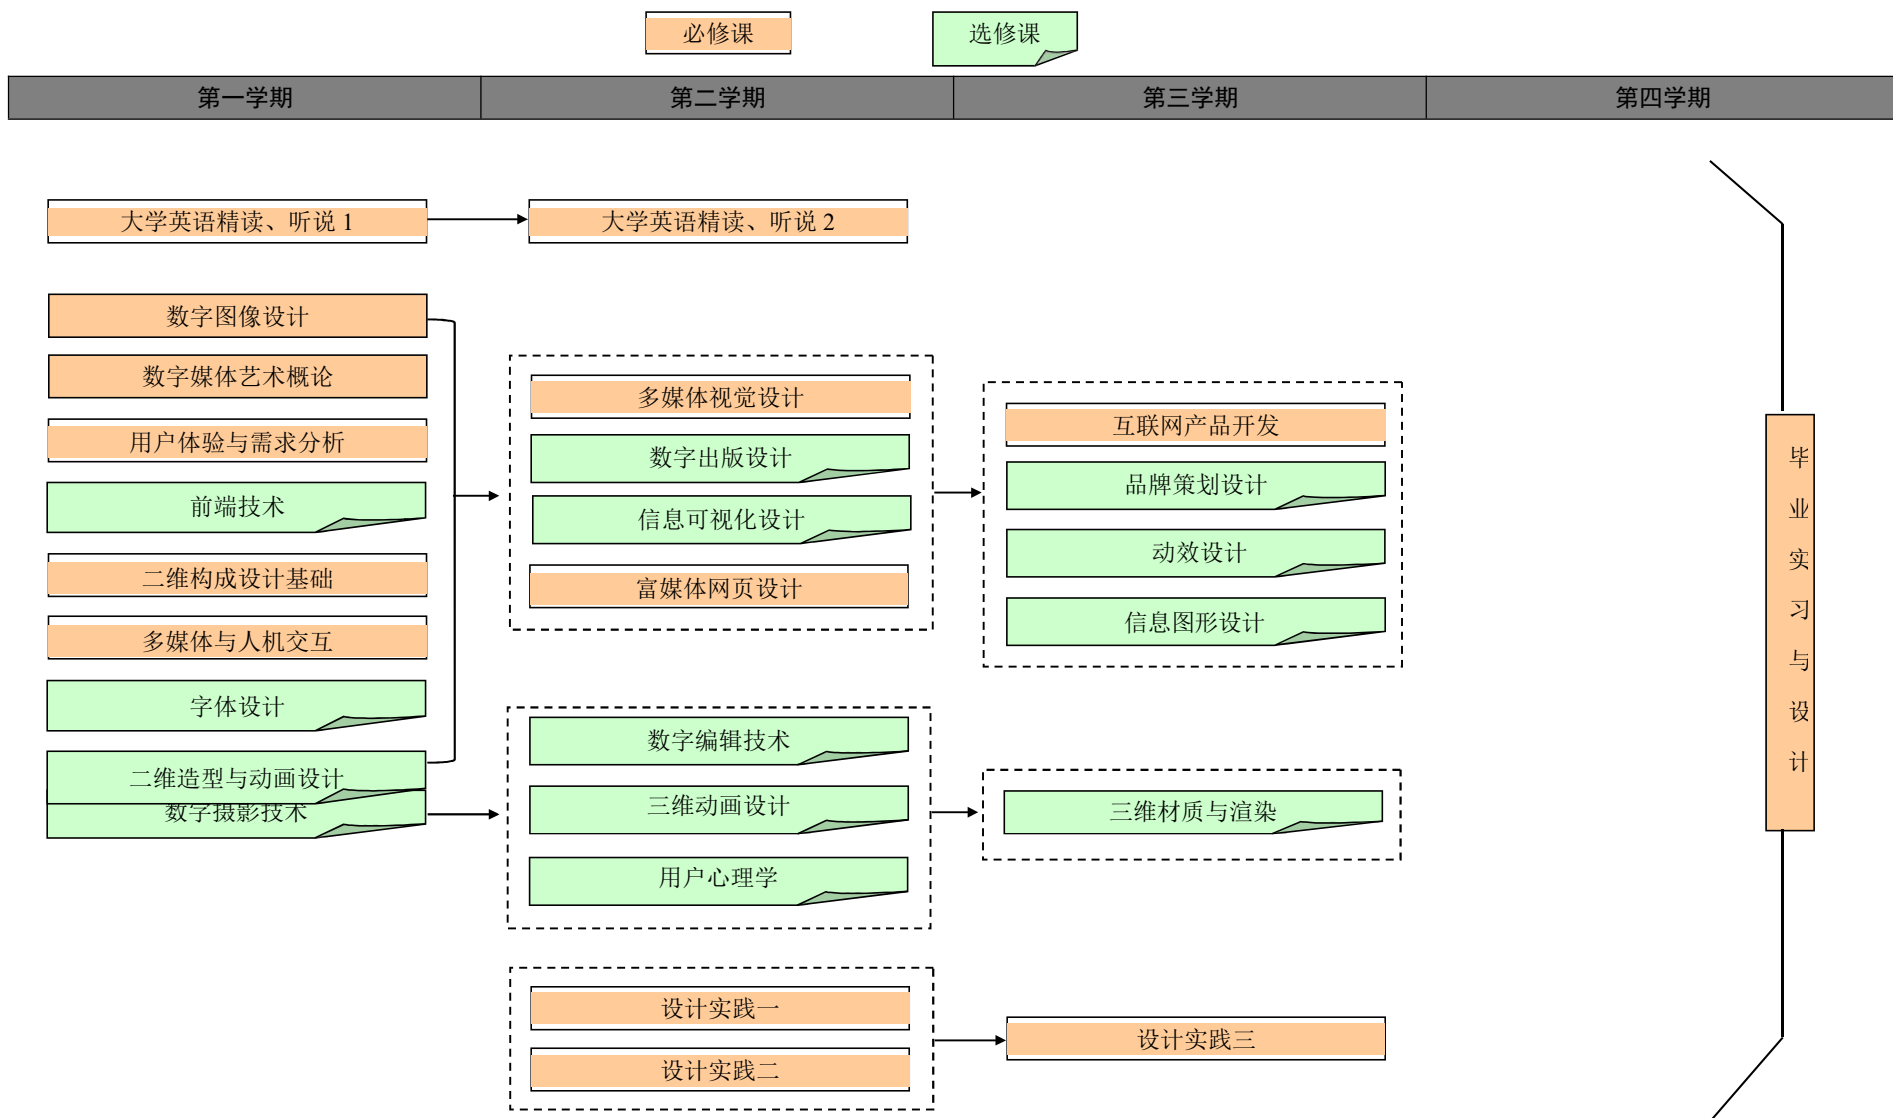 必修课
选修课
第一学期
第二学期
第三学期
第四学期
大学英语精读、听说 1
大学英语精读、听说 2
数字图像设计
数字媒体艺术概论
用户体验与需求分析
前端技术
二维构成设计基础
多媒体与人机交互
字体设计
二维造型与动画设计
数字摄影技术
多媒体视觉设计
数字出版设计
信息可视化设计
富媒体网页设计
数字编辑技术
三维动画设计
用户心理学
设计实践一
设计实践二
互联网产品开发
品牌策划设计
动效设计
信息图形设计
三维材质与渲染
设计实践三
毕业实习与设计